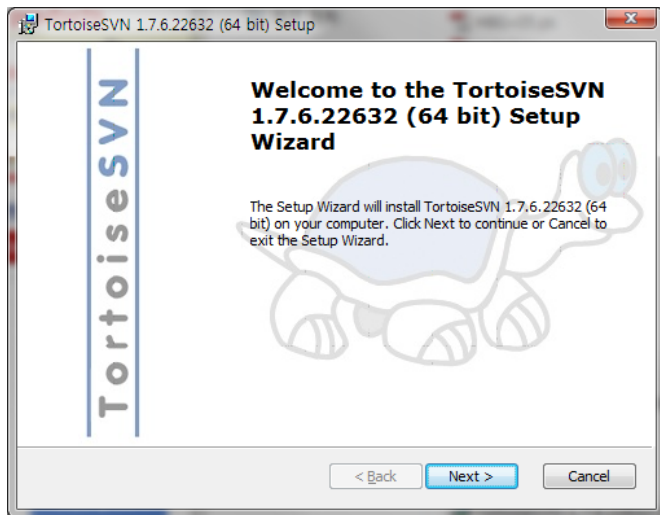 TortoiseSVN 1.7.6.22632 (64 bit) Setup
TortoiseSVN
Welcome to the TortoiseSVN
1.7.6.22632 (64 bit) Setup
Wizard
The Setup Wizard will install TortoiseSVN 1.7.6.22632 (64
bit) on your computer. Click Next to continue or Cancel to
exit the Setup Wizard.
< Back
Next >
Cancel